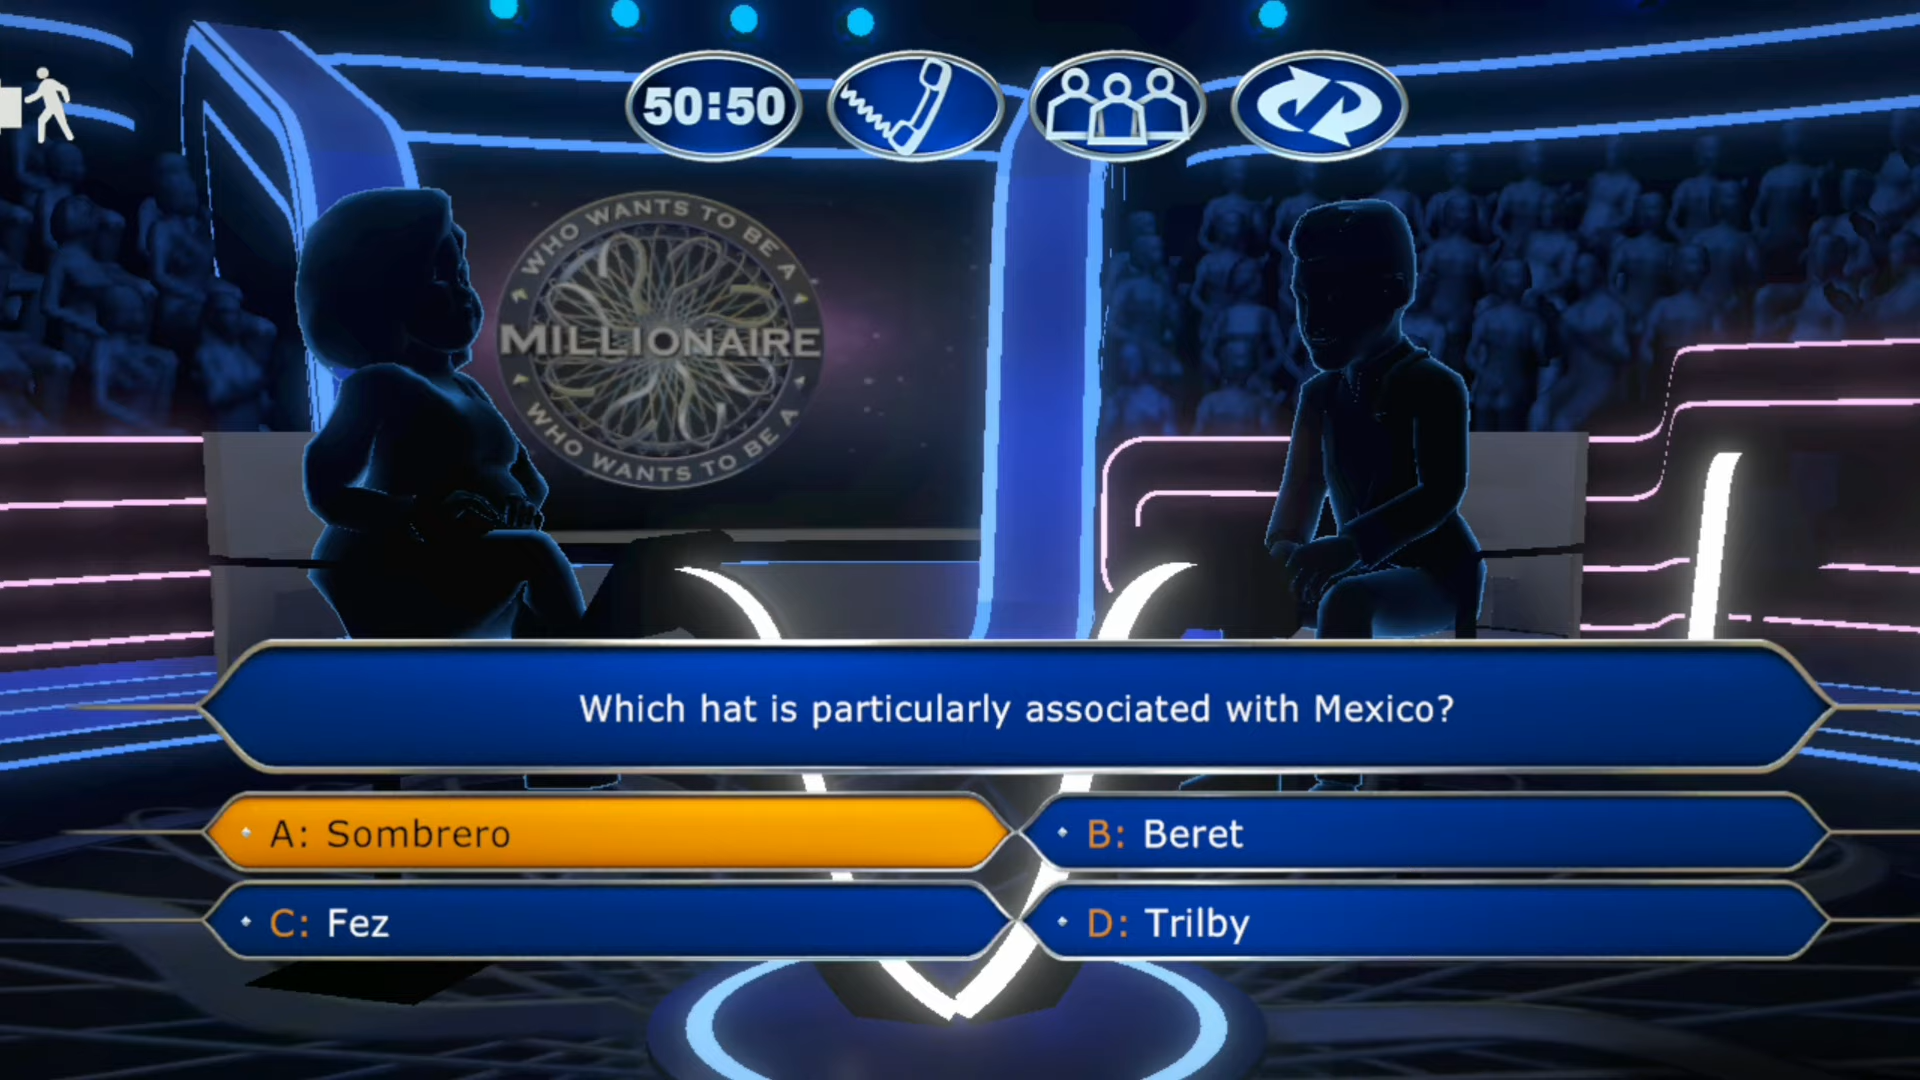 50:50
WHO WANTS TO BE A
MILLIONAIRE
WHO WANTS TO BE A
Which hat is particularly associated with Mexico?
A: Sombrero
B: Beret
C: Fez
D: Trilby